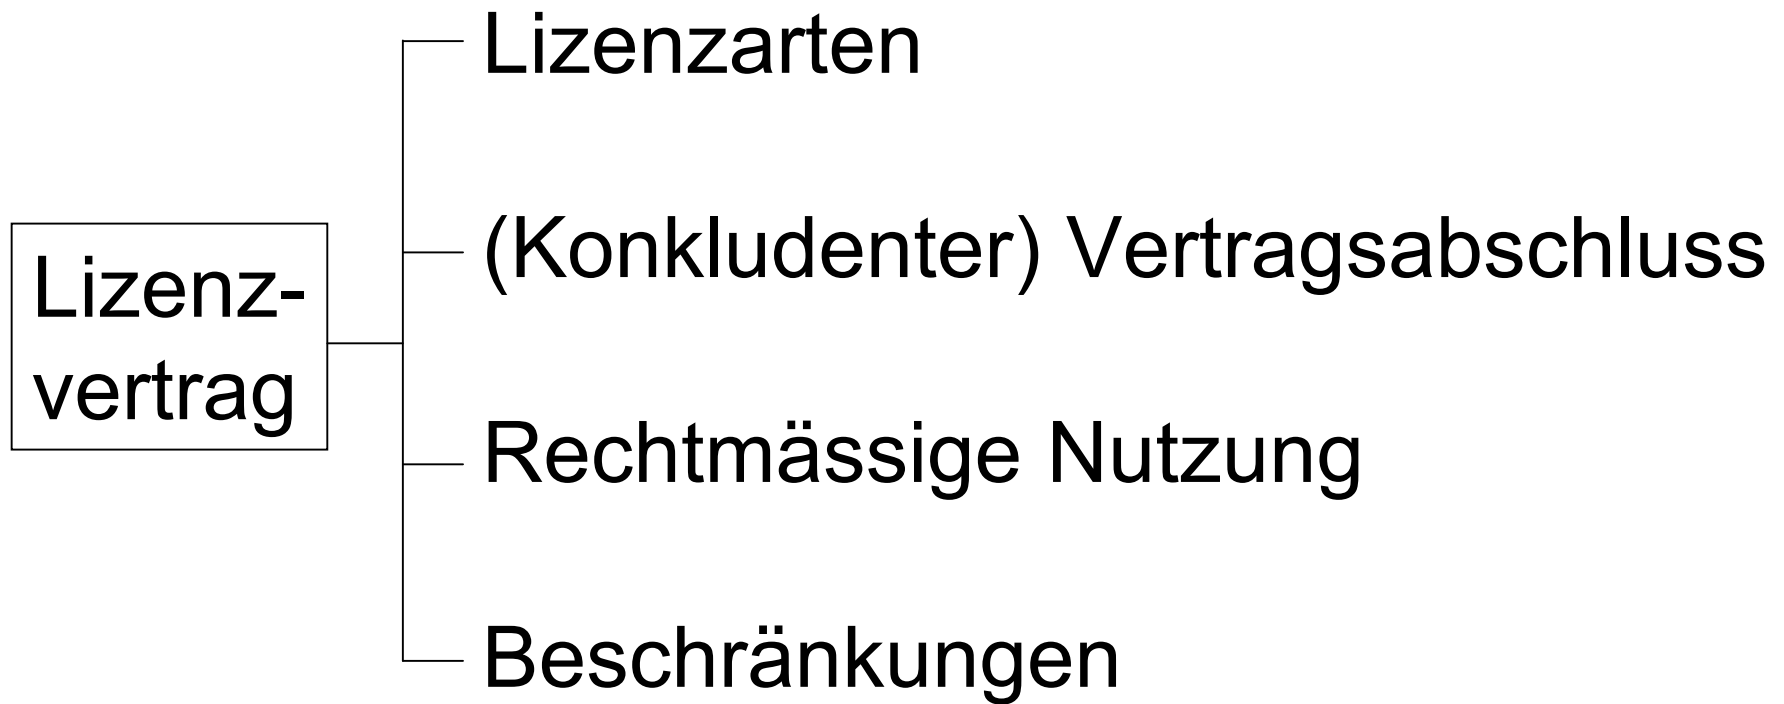 Lizenzarten
(Konkludenter) Vertragsabschluss
Lizenz-
vertrag
Rechtmässige Nutzung
Beschränkungen